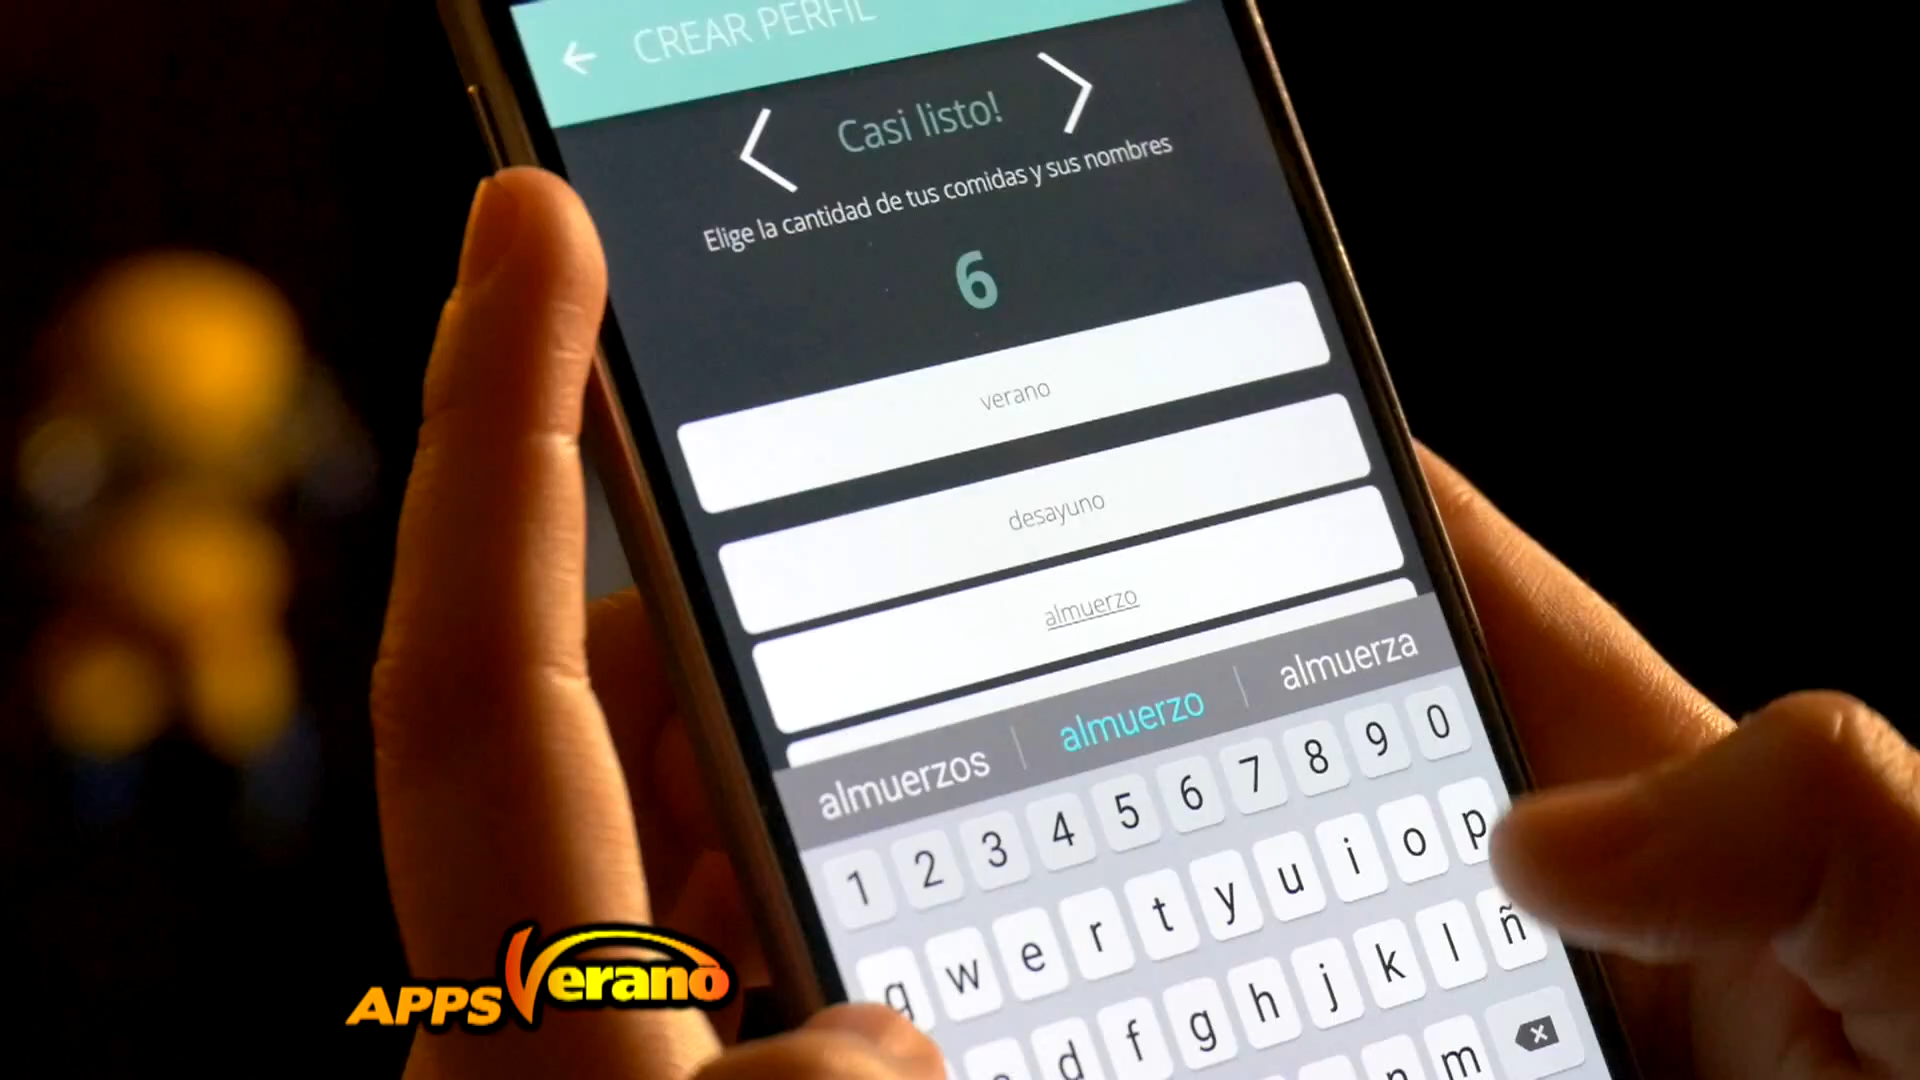 CREAR PERFIL
Casi listo!
Elige la cantidad de tus comidas y sus nombres
6
verano
desayuno
almuerzo
almuerzos almuerzo almuerza
1 2 3 4 5 6 7 8 9 0
q w e r t y u i o p
d f g h j k l ñ
m
APPS Verano